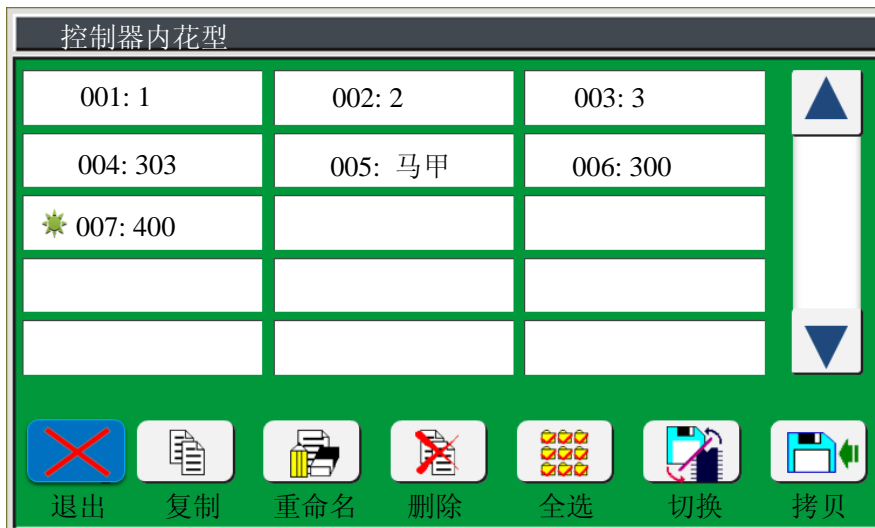 控制器内花型
001: 1 002: 2 003: 3
004: 303 005: 马甲 006: 300
007: 400
退出 复制 重命名 删除 全选 切换 拷贝